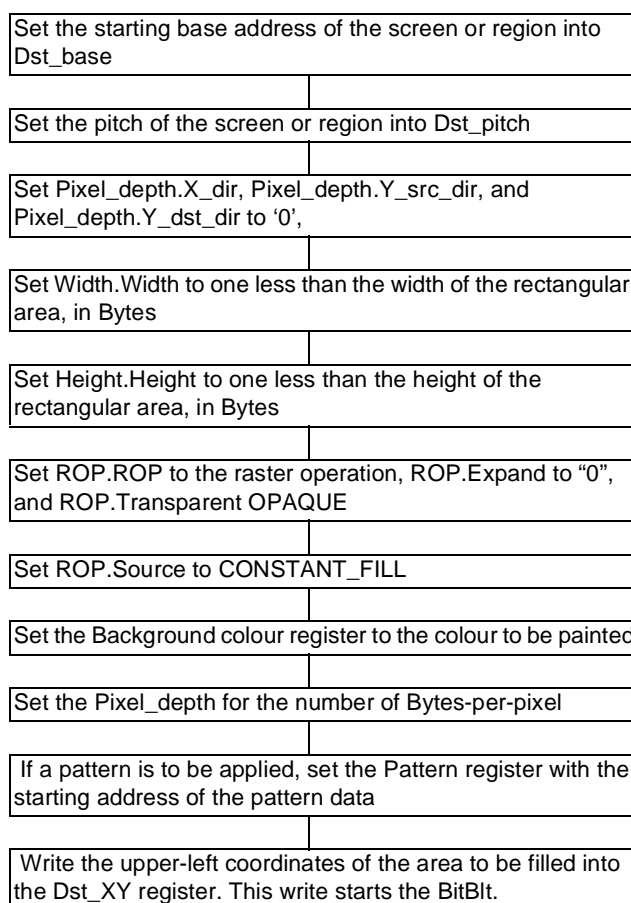 Set the starting base address of the screen or region into
Dst_base
Set the pitch of the screen or region into Dst_pitch
Set Pixel_depth.X_dir, Pixel_depth.Y_src_dir, and
Pixel_depth.Y_dst_dir to ‘0’,
Set Width.Width to one less than the width of the rectangular
area, in Bytes
Set Height.Height to one less than the height of the
rectangular area, in Bytes
Set ROP.ROP to the raster operation, ROP.Expand to “0”,
and ROP.Transparent OPAQUE
Set ROP.Source to CONSTANT_FILL
Set the Background colour register to the colour to be painted
Set the Pixel_depth for the number of Bytes-per-pixel
If a pattern is to be applied, set the Pattern register with the
starting address of the pattern data
Write the upper-left coordinates of the area to be filled into
the Dst_XY register. This write starts the BitBlt.